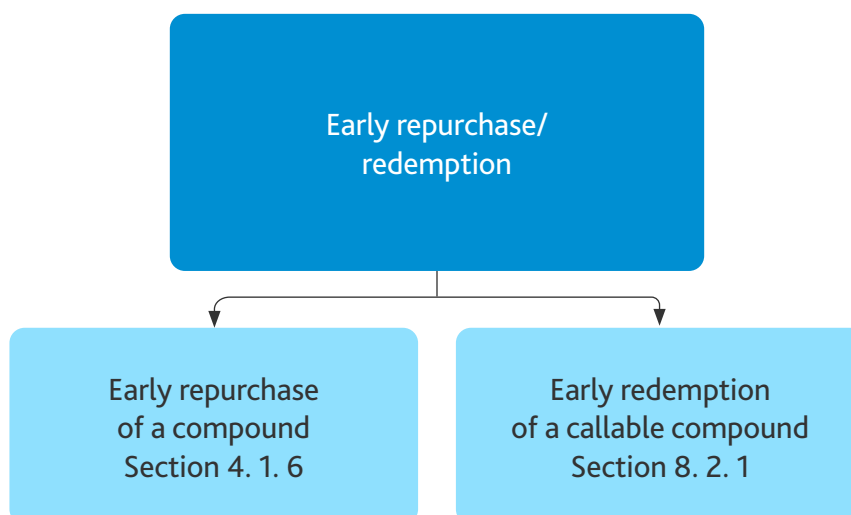 Early repurchase/
redemption
Early repurchase
of a compound
Section 4. 1. 6
Early redemption
of a callable compound
Section 8. 2. 1